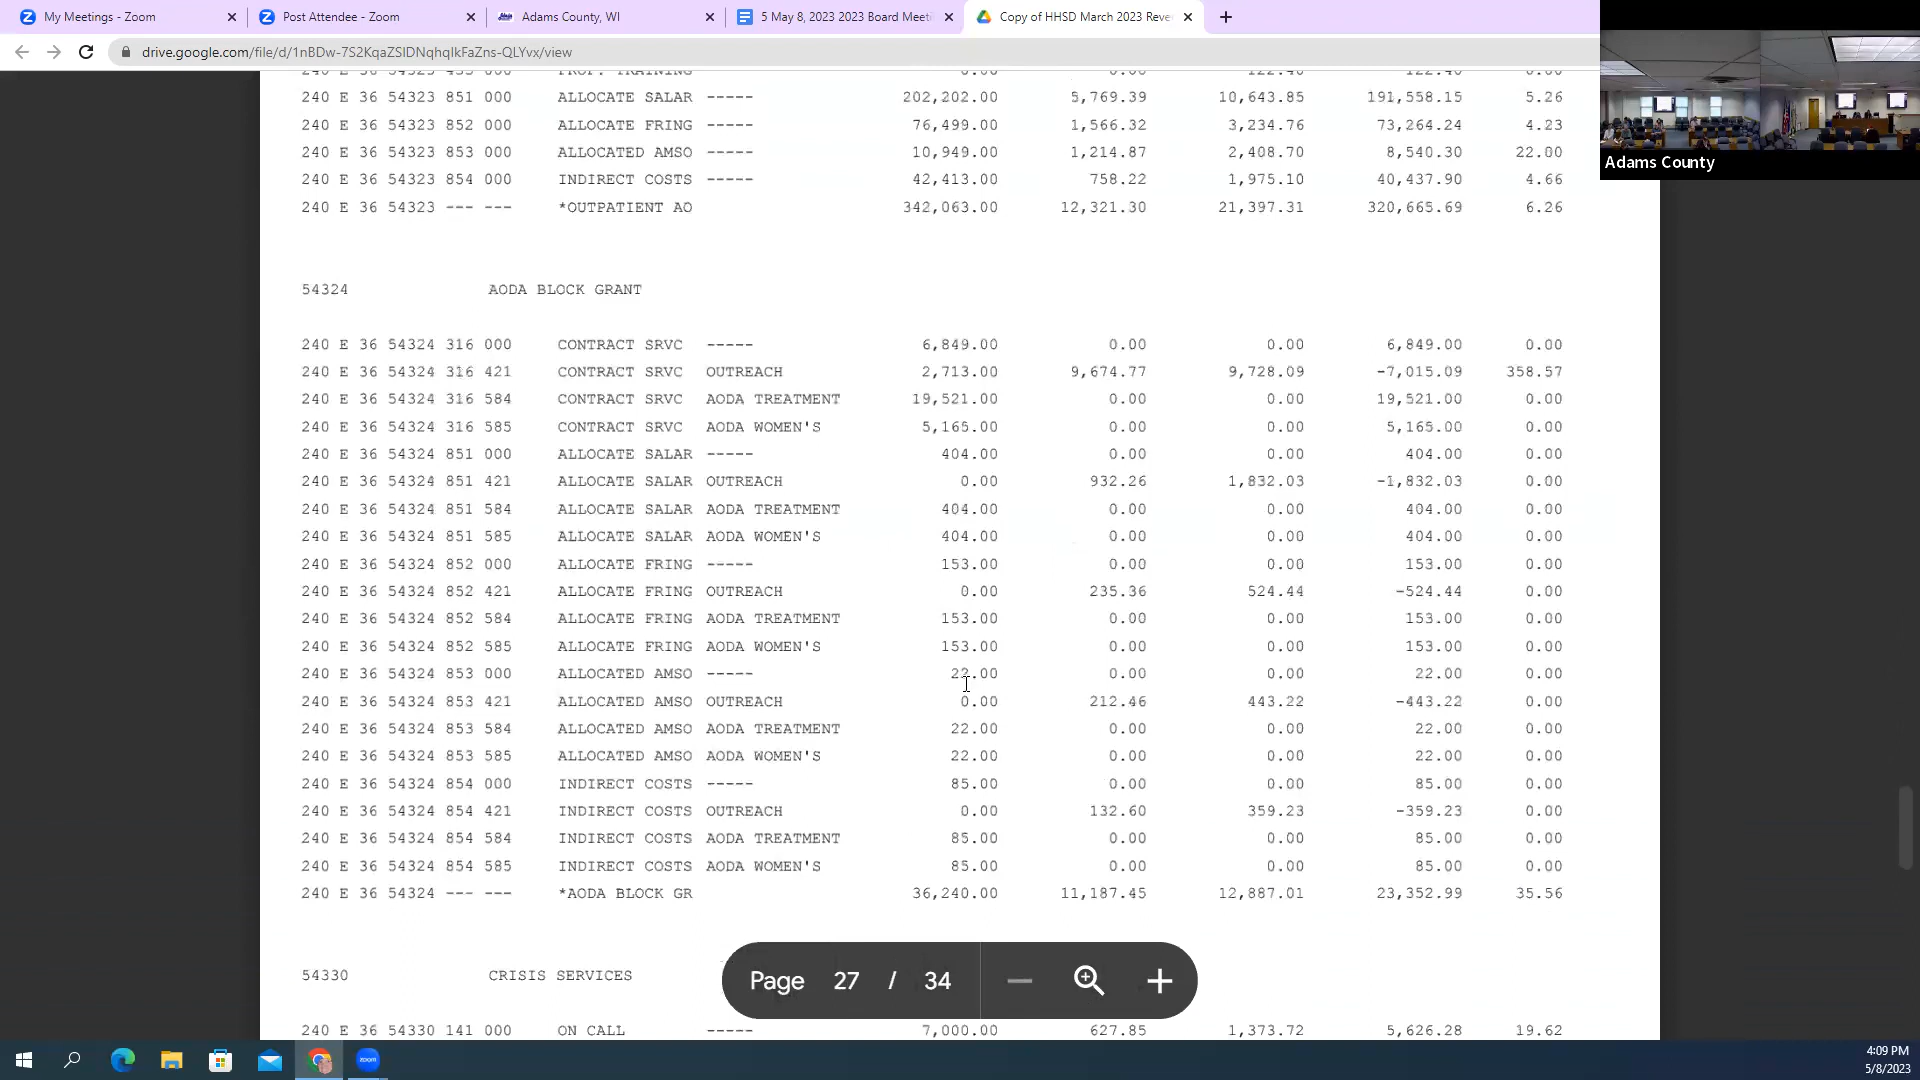 My Meetings - Zoom
Post Attendee - Zoom
Adams County, WI
5 May 8, 2023 2023 Board Meeti
Copy of HHSD March 2023 Reve
drive.google.com/file/d/1nBDw-7S2KqaZSIDNqhqIkFaZns-QLYvx/view
Adams County
240 E 36 54323 435 000 PROF. TRAINING 0.00 0.00 122.40 122.40 0.00
240 E 36 54323 851 000 ALLOCATE SALAR ----- 202,202.00 5,769.39 10,643.85 191,558.15 5.26
240 E 36 54323 852 000 ALLOCATE FRING ----- 76,499.00 1,566.32 3,234.76 73,264.24 4.23
240 E 36 54323 853 000 ALLOCATED AMSO ----- 10,949.00 1,214.87 2,408.70 8,540.30 22.00
240 E 36 54323 854 000 INDIRECT COSTS ----- 42,413.00 758.22 1,975.10 40,437.90 4.66
240 E 36 54323 --- --- *OUTPATIENT AO 342,063.00 12,321.30 21,397.31 320,665.69 6.26
54324 AODA BLOCK GRANT
240 E 36 54324 316 000 CONTRACT SRVC ----- 6,849.00 0.00 0.00 6,849.00 0.00
240 E 36 54324 316 421 CONTRACT SRVC OUTREACH 2,713.00 9,674.77 9,728.09 -7,015.09 358.57
240 E 36 54324 316 584 CONTRACT SRVC AODA TREATMENT 19,521.00 0.00 0.00 19,521.00 0.00
240 E 36 54324 316 585 CONTRACT SRVC AODA WOMEN'S 5,165.00 0.00 0.00 5,165.00 0.00
240 E 36 54324 851 000 ALLOCATE SALAR ----- 404.00 0.00 0.00 404.00 0.00
240 E 36 54324 851 421 ALLOCATE SALAR OUTREACH 0.00 932.26 1,832.03 -1,832.03 0.00
240 E 36 54324 851 584 ALLOCATE SALAR AODA TREATMENT 404.00 0.00 0.00 404.00 0.00
240 E 36 54324 851 585 ALLOCATE SALAR AODA WOMEN'S 404.00 0.00 0.00 404.00 0.00
240 E 36 54324 852 000 ALLOCATE FRING ----- 153.00 0.00 0.00 153.00 0.00
240 E 36 54324 852 421 ALLOCATE FRING OUTREACH 0.00 235.36 524.44 -524.44 0.00
240 E 36 54324 852 584 ALLOCATE FRING AODA TREATMENT 153.00 0.00 0.00 153.00 0.00
240 E 36 54324 852 585 ALLOCATE FRING AODA WOMEN'S 153.00 0.00 0.00 153.00 0.00
240 E 36 54324 853 000 ALLOCATED AMSO ----- 22.00 0.00 0.00 22.00 0.00
240 E 36 54324 853 421 ALLOCATED AMSO OUTREACH 0.00 212.46 443.22 -443.22 0.00
240 E 36 54324 853 584 ALLOCATED AMSO AODA TREATMENT 22.00 0.00 0.00 22.00 0.00
240 E 36 54324 853 585 ALLOCATED AMSO AODA WOMEN'S 22.00 0.00 0.00 22.00 0.00
240 E 36 54324 854 000 INDIRECT COSTS ----- 85.00 0.00 0.00 85.00 0.00
240 E 36 54324 854 421 INDIRECT COSTS OUTREACH 0.00 132.60 359.23 -359.23 0.00
240 E 36 54324 854 584 INDIRECT COSTS AODA TREATMENT 85.00 0.00 0.00 85.00 0.00
240 E 36 54324 854 585 INDIRECT COSTS AODA WOMEN'S 85.00 0.00 0.00 85.00 0.00
240 E 36 54324 --- --- *AODA BLOCK GR 36,240.00 11,187.45 12,887.01 23,352.99 35.56
54330 CRISIS SERVICES
Page 27 / 34
240 E 36 54330 141 000 ON CALL ----- 7,000.00 627.85 1,373.72 5,626.28 19.62
zoom
4:09 PM
5/8/2023